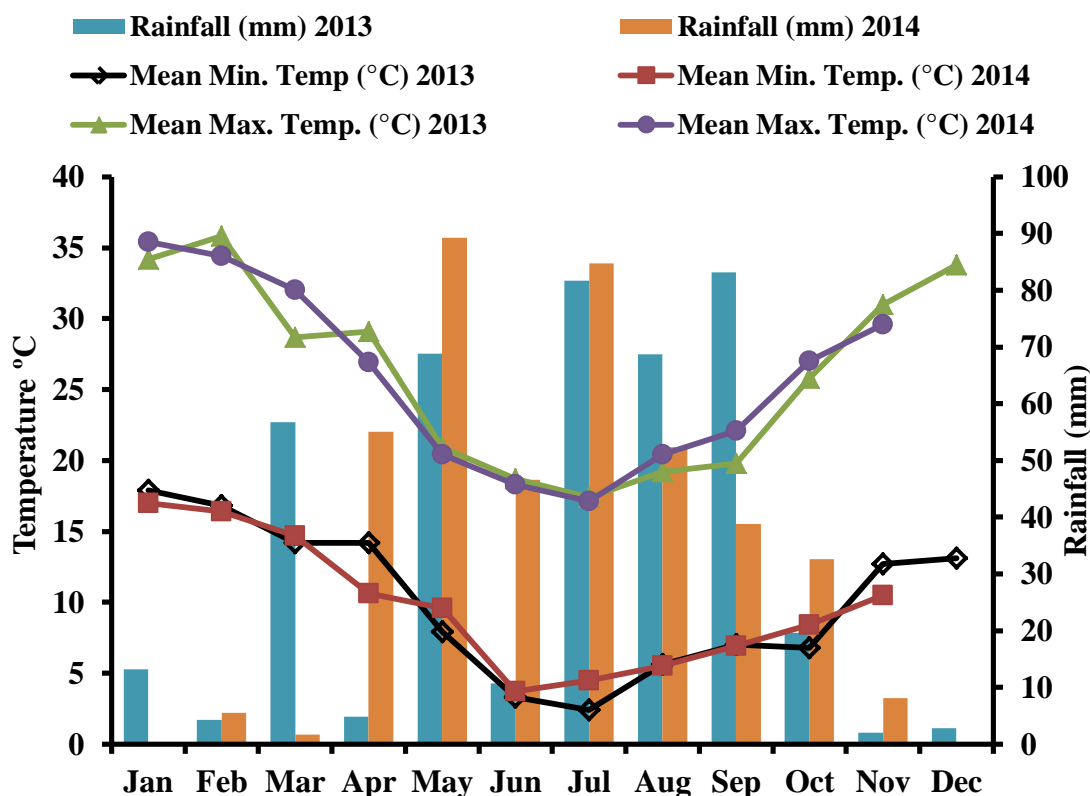 Rainfall (mm) 2013
Rainfall (mm) 2014
Mean Min. Temp (°C) 2013
Mean Min. Temp. (°C) 2014
Mean Max. Temp. (°C) 2013
Mean Max. Temp. (°C) 2014
Temperature °C
40
35
30
25
20
15
10
5
0
100
90
80
70
60
50
40
30
20
10
0
Rainfall (mm)
Jan Feb Mar Apr May Jun Jul Aug Sep Oct Nov Dec